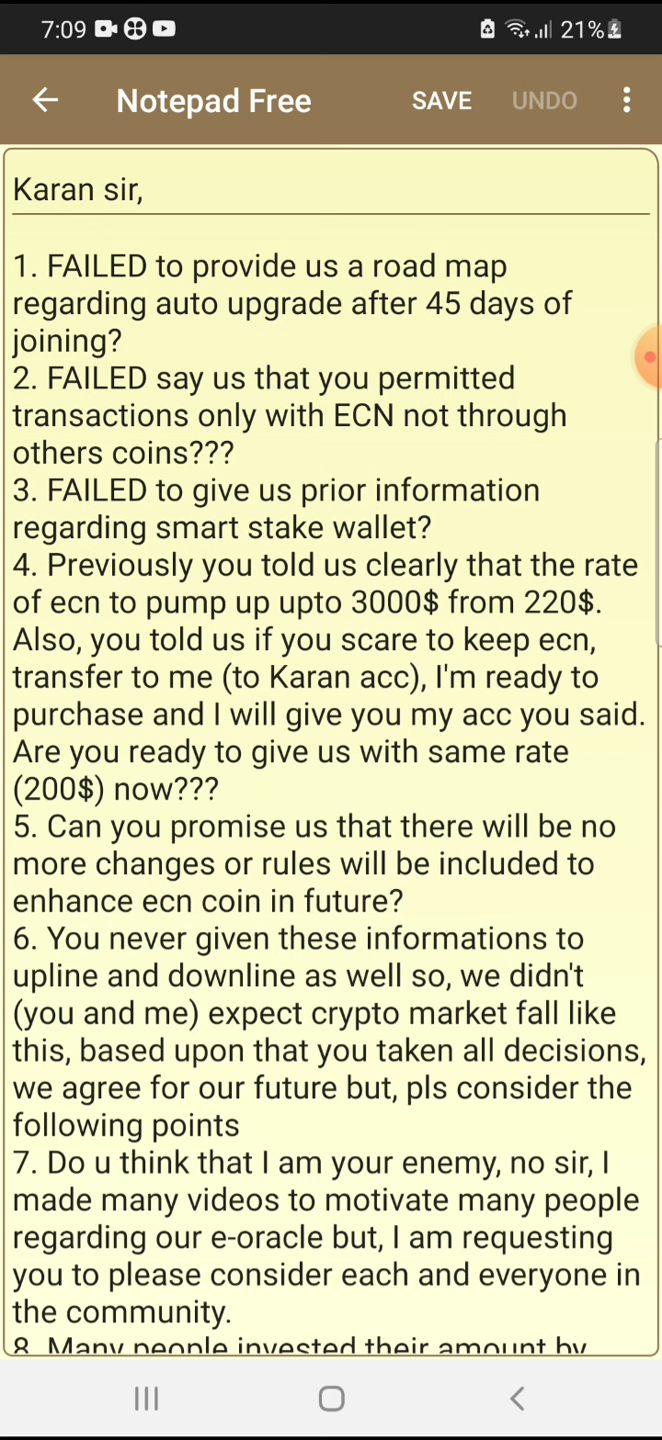 7:09 21%
Notepad Free SAVE UNDO
Karan sir,
1. FAILED to provide us a road map
regarding auto upgrade after 45 days of
joining?
2. FAILED say us that you permitted
transactions only with ECN not through
others coins???
3. FAILED to give us prior information
regarding smart stake wallet?
4. Previously you told us clearly that the rate
of ecn to pump up upto 3000$ from 220$.
Also, you told us if you scare to keep ecn,
transfer to me (to Karan acc), I'm ready to
purchase and I will give you my acc you said.
Are you ready to give us with same rate
(200$) now???
5. Can you promise us that there will be no
more changes or rules will be included to
enhance ecn coin in future?
6. You never given these informations to
upline and downline as well so, we didn't
(you and me) expect crypto market fall like
this, based upon that you taken all decisions,
we agree for our future but, pls consider the
following points
7. Do u think that I am your enemy, no sir, I
made many videos to motivate many people
regarding our e-oracle but, I am requesting
you to please consider each and everyone in
the community.
8. Many people invested their amount by